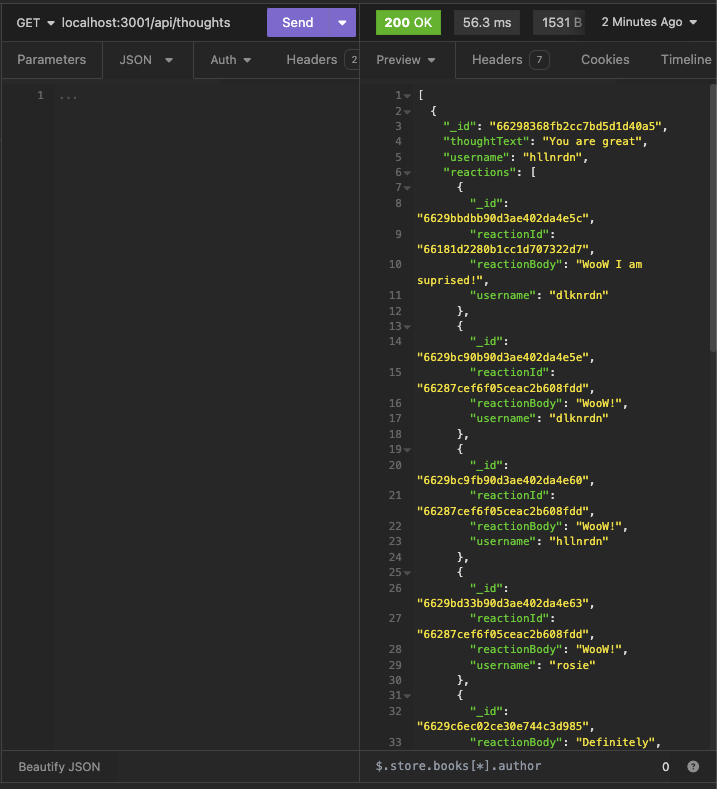 GET localhost:3001/api/thoughts Send 200 OK 56.3 ms 1531 B 2 Minutes Ago
Parameters JSON Auth Headers 2 Preview Headers 7 Cookies Timeline
1 ...
1 [
2 {
3 "_id": "66298368fb2cc7bd5d1d40a5",
4 "thoughtText": "You are great",
5 "username": "hllnrdn",
6 "reactions": [
7 {
8 "_id":
"6629bbdbb90d3ae402da4e5c",
9 "reactionId":
"66181d2280b1cc1d707322d7",
10 "reactionBody": "WooW I am
suprised!",
11 "username": "dlknrdn"
12 },
13 {
14 "_id":
"6629bc90b90d3ae402da4e5e",
15 "reactionId":
"66287cef6f05ceac2b608fdd",
16 "reactionBody": "WooW!",
17 "username": "dlknrdn"
18 },
19 {
20 "_id":
"6629bc9fb90d3ae402da4e60",
21 "reactionId":
"66287cef6f05ceac2b608fdd",
22 "reactionBody": "WooW!",
23 "username": "hllnrdn"
24 },
25 {
26 "_id":
"6629bd33b90d3ae402da4e63",
27 "reactionId":
"66287cef6f05ceac2b608fdd",
28 "reactionBody": "WooW!",
29 "username": "rosie"
30 },
31 {
32 "_id":
"6629c6ec02ce30e744c3d985",
33 "reactionBody": "Definitely",
Beautify JSON $.store.books[*].author 0 ?